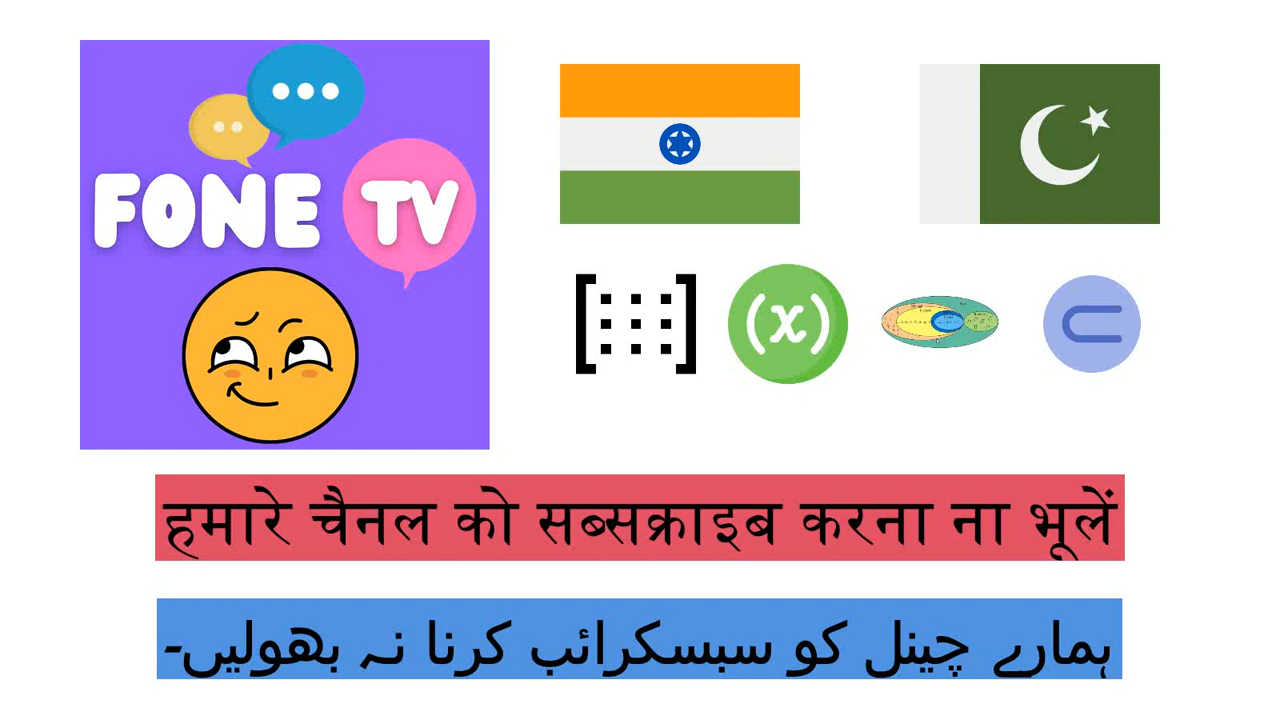 FONE TV
(x)
हमारे चैनल को सब्सक्राइब करना ना भूलें
ہمارے چینل کو سبسکرائب کرنا نہ بھولیں۔